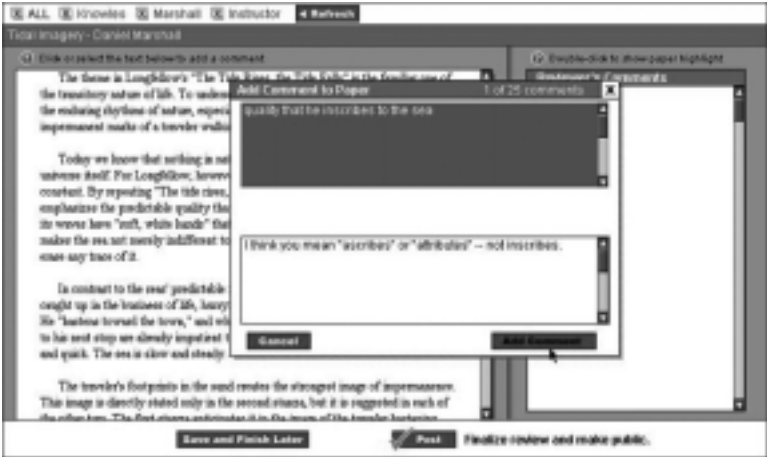 ALL Knowles Marshall Instructor Refresh
Tidal Imagery - Daniel Marshall
Click or select the text below to add a comment
Double-click to show paper highlight
The theme in Longfellow's "The Tide Rises, the Tide Falls" is the familiar one of
the transitory nature of life. To
the enduring rhythms of nature,
impermanent marks of a traveler
Today we know that nothing is
universe itself. For Longfellow,
constant. By repeating "The tide rises,
emphasizes the predictable quality
its waves have "soft, white hands"
makes the sea not merely indifferent to
erase any trace of it.
In contrast to the seas' predictable
caught up in the business of life,
He "hastens toward the town," and
to his next stop are already impatient
and quick. The sea is slow and steady
The traveler's footprints in the sand creates the strongest image of impermanence.
This image is directly stated only in the second stanza, but it is suggested in each of
the other two. The first stanza anticipates it in the image of the traveler hastening
Reviewer's Comments
Add Comment to Paper 1 of 25 comments
quality that he inscribes to the sea
I think you mean "ascribes" or "attributes" -- not inscribes.
Cancel Add Comment
Save and Finish Later Post Finalize review and make public.